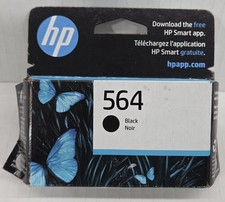 hp
Download the free
HP Smart app.
Téléchargez l'application
HP Smart gratuite.
hpapp.com
564
Black
Noir